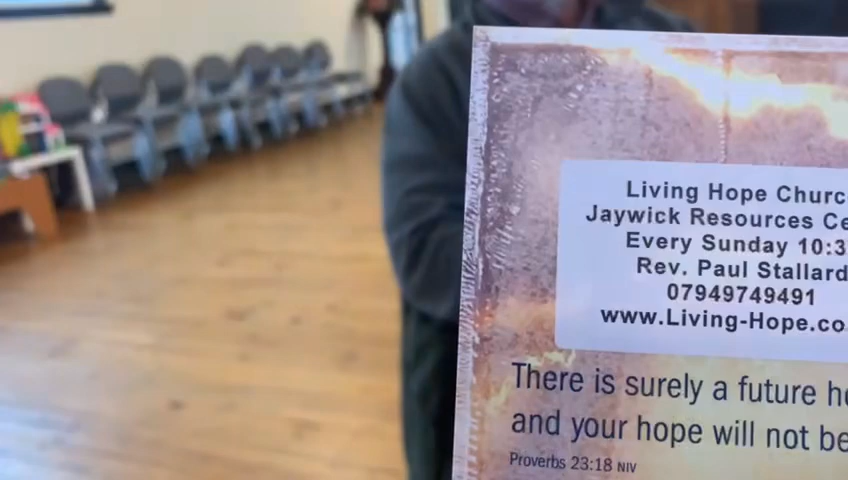 Living Hope Churc
Jaywick Resources Ce
Every Sunday 10:3
Rev. Paul Stallard
07949749491
www.Living-Hope.co
There is surely a future h
and your hope will not be
Proverbs 23:18 NIV